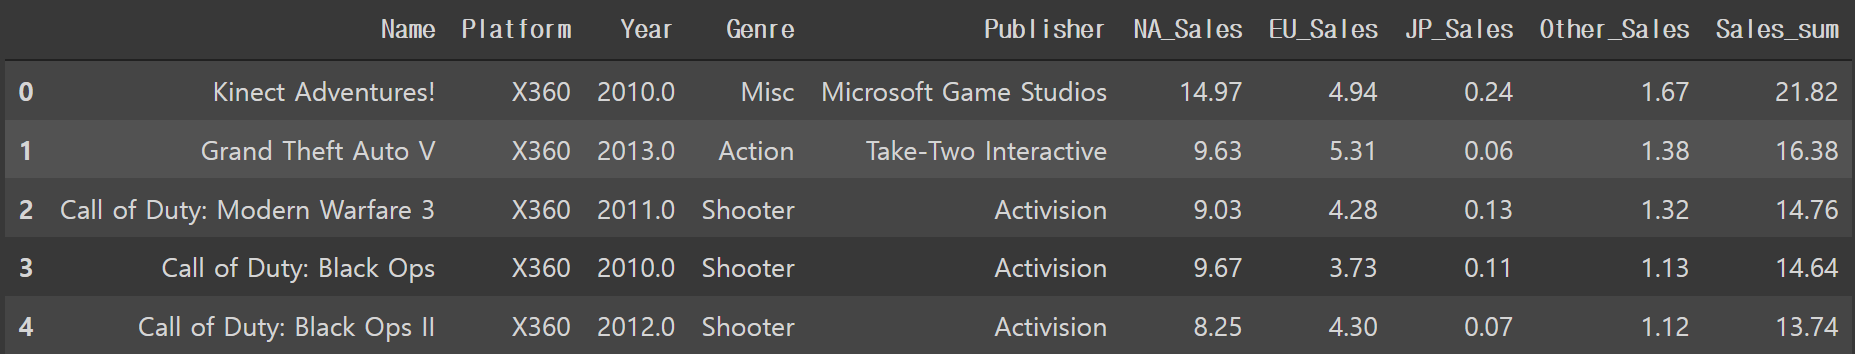 Name Platform Year Genre Publisher NA_Sales EU_Sales JP_Sales Other_Sales Sales_sum
0 Kinect Adventures! X360 2010.0 Misc Microsoft Game Studios 14.97 4.94 0.24 1.67 21.82
1 Grand Theft Auto V X360 2013.0 Action Take-Two Interactive 9.63 5.31 0.06 1.38 16.38
2 Call of Duty: Modern Warfare 3 X360 2011.0 Shooter Activision 9.03 4.28 0.13 1.32 14.76
3 Call of Duty: Black Ops X360 2010.0 Shooter Activision 9.67 3.73 0.11 1.13 14.64
4 Call of Duty: Black Ops II X360 2012.0 Shooter Activision 8.25 4.30 0.07 1.12 13.74